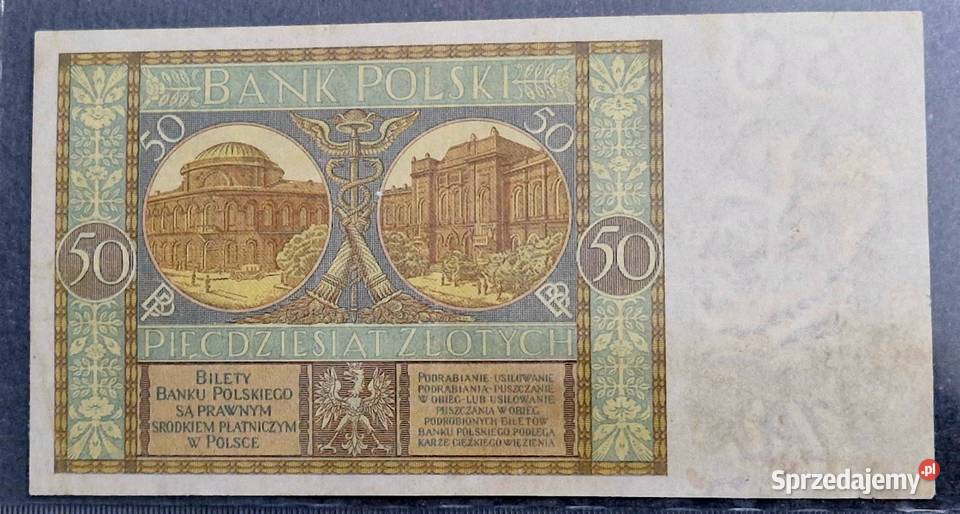 BANK POLSKI
50
50
50
50
PIĘĆDZIESIĄT ZŁOTYCH
BILETY
BANKU POLSKIEGO
SĄ PRAWNYM
ŚRODKIEM PŁATNICZYM
W POLSCE
PODRABIANIE-USIŁOWANIE
PODRABIANIA-PUSZCZANIE
W OBIEG-LUB USIŁOWANIE
PUSZCZANIA W OBIEG
PODROBIONYCH BILETÓW
BANKU POLSKIEGO PODLEGA
KARZE CIĘŻKIEGO WIĘZIENIA
Sprzedajemy.pl